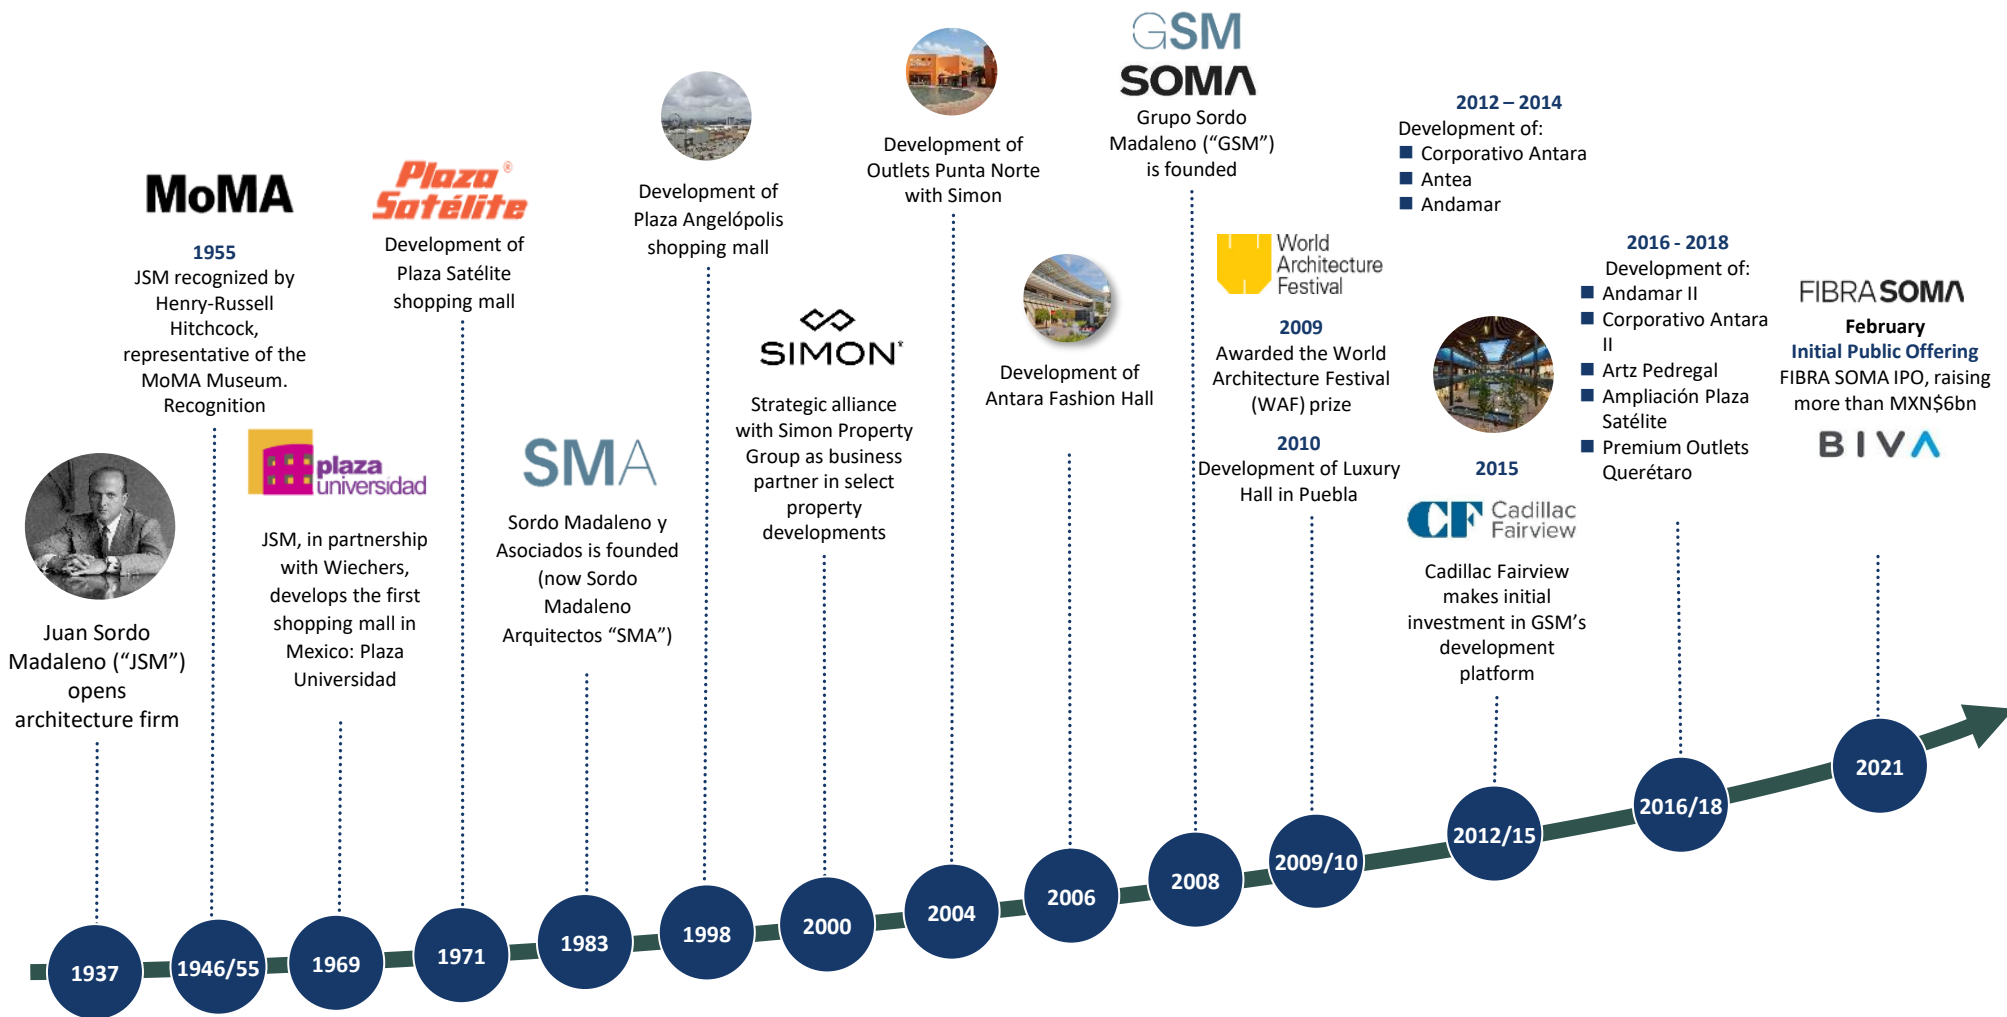 Juan Sordo
Madaleno (“JSM”)
opens
architecture firm
1937
MoMA
1955
JSM recognized by
Henry-Russell
Hitchcock,
representative of the
MoMA Museum.
Recognition
1946/55
plaza
universidad
JSM, in partnership
with Wiechers,
develops the first
shopping mall in
Mexico: Plaza
Universidad
1969
Plaza®
Satélite
Development of
Plaza Satélite
shopping mall
1971
SMA
Sordo Madaleno y
Asociados is founded
(now Sordo
Madaleno
Arquitectos “SMA”)
1983
Development of
Plaza Angelópolis
shopping mall
1998
SIMON
Strategic alliance
with Simon Property
Group as business
partner in select
property
developments
2000
Development of
Outlets Punta Norte
with Simon
2004
Development of
Antara Fashion Hall
2006
GSM
SOMA
Grupo Sordo
Madaleno (“GSM”)
is founded
2008
World
Architecture
Festival
2009
Awarded the World
Architecture Festival
(WAF) prize
2010
Development of Luxury
Hall in Puebla
2009/10
2012 – 2014
Development of:
■ Corporativo Antara
■ Antea
■ Andamar
2015
CF Cadillac
Fairview
Cadillac Fairview
makes initial
investment in GSM’s
development
platform
2012/15
2016 - 2018
Development of:
■ Andamar II
■ Corporativo Antara
II
■ Artz Pedregal
■ Ampliación Plaza
Satélite
■ Premium Outlets
Querétaro
2016/18
FIBRA SOMA
February
Initial Public Offering
FIBRA SOMA IPO, raising
more than MXN$6bn
BIVA
2021